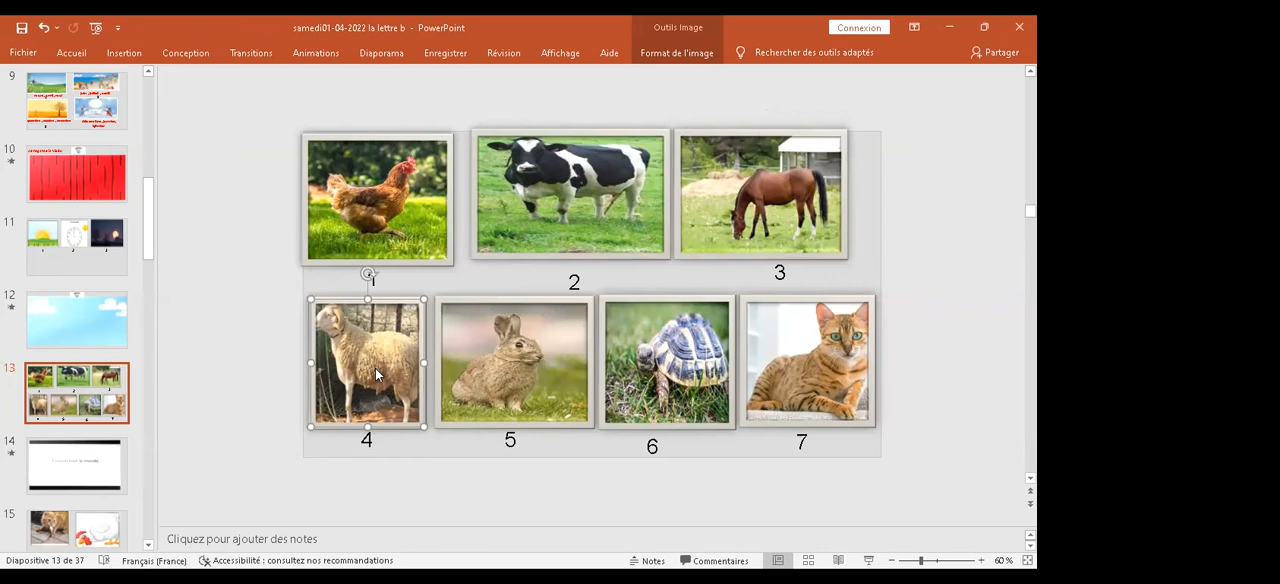 samedi01-04-2022 la lettre b - PowerPoint
Outils Image
Connexion
Fichier Accueil Insertion Conception Transitions Animations Diaporama Enregistrer Révision Affichage Aide Format de l'image Rechercher des outils adaptés Partager
9
10
11
12
13
14
15
1
2
3
4
5
6
7
Cliquez pour ajouter des notes
Diapositive 13 de 37 Français (France) Accessibilité : consultez nos recommandations Notes Commentaires 60 %